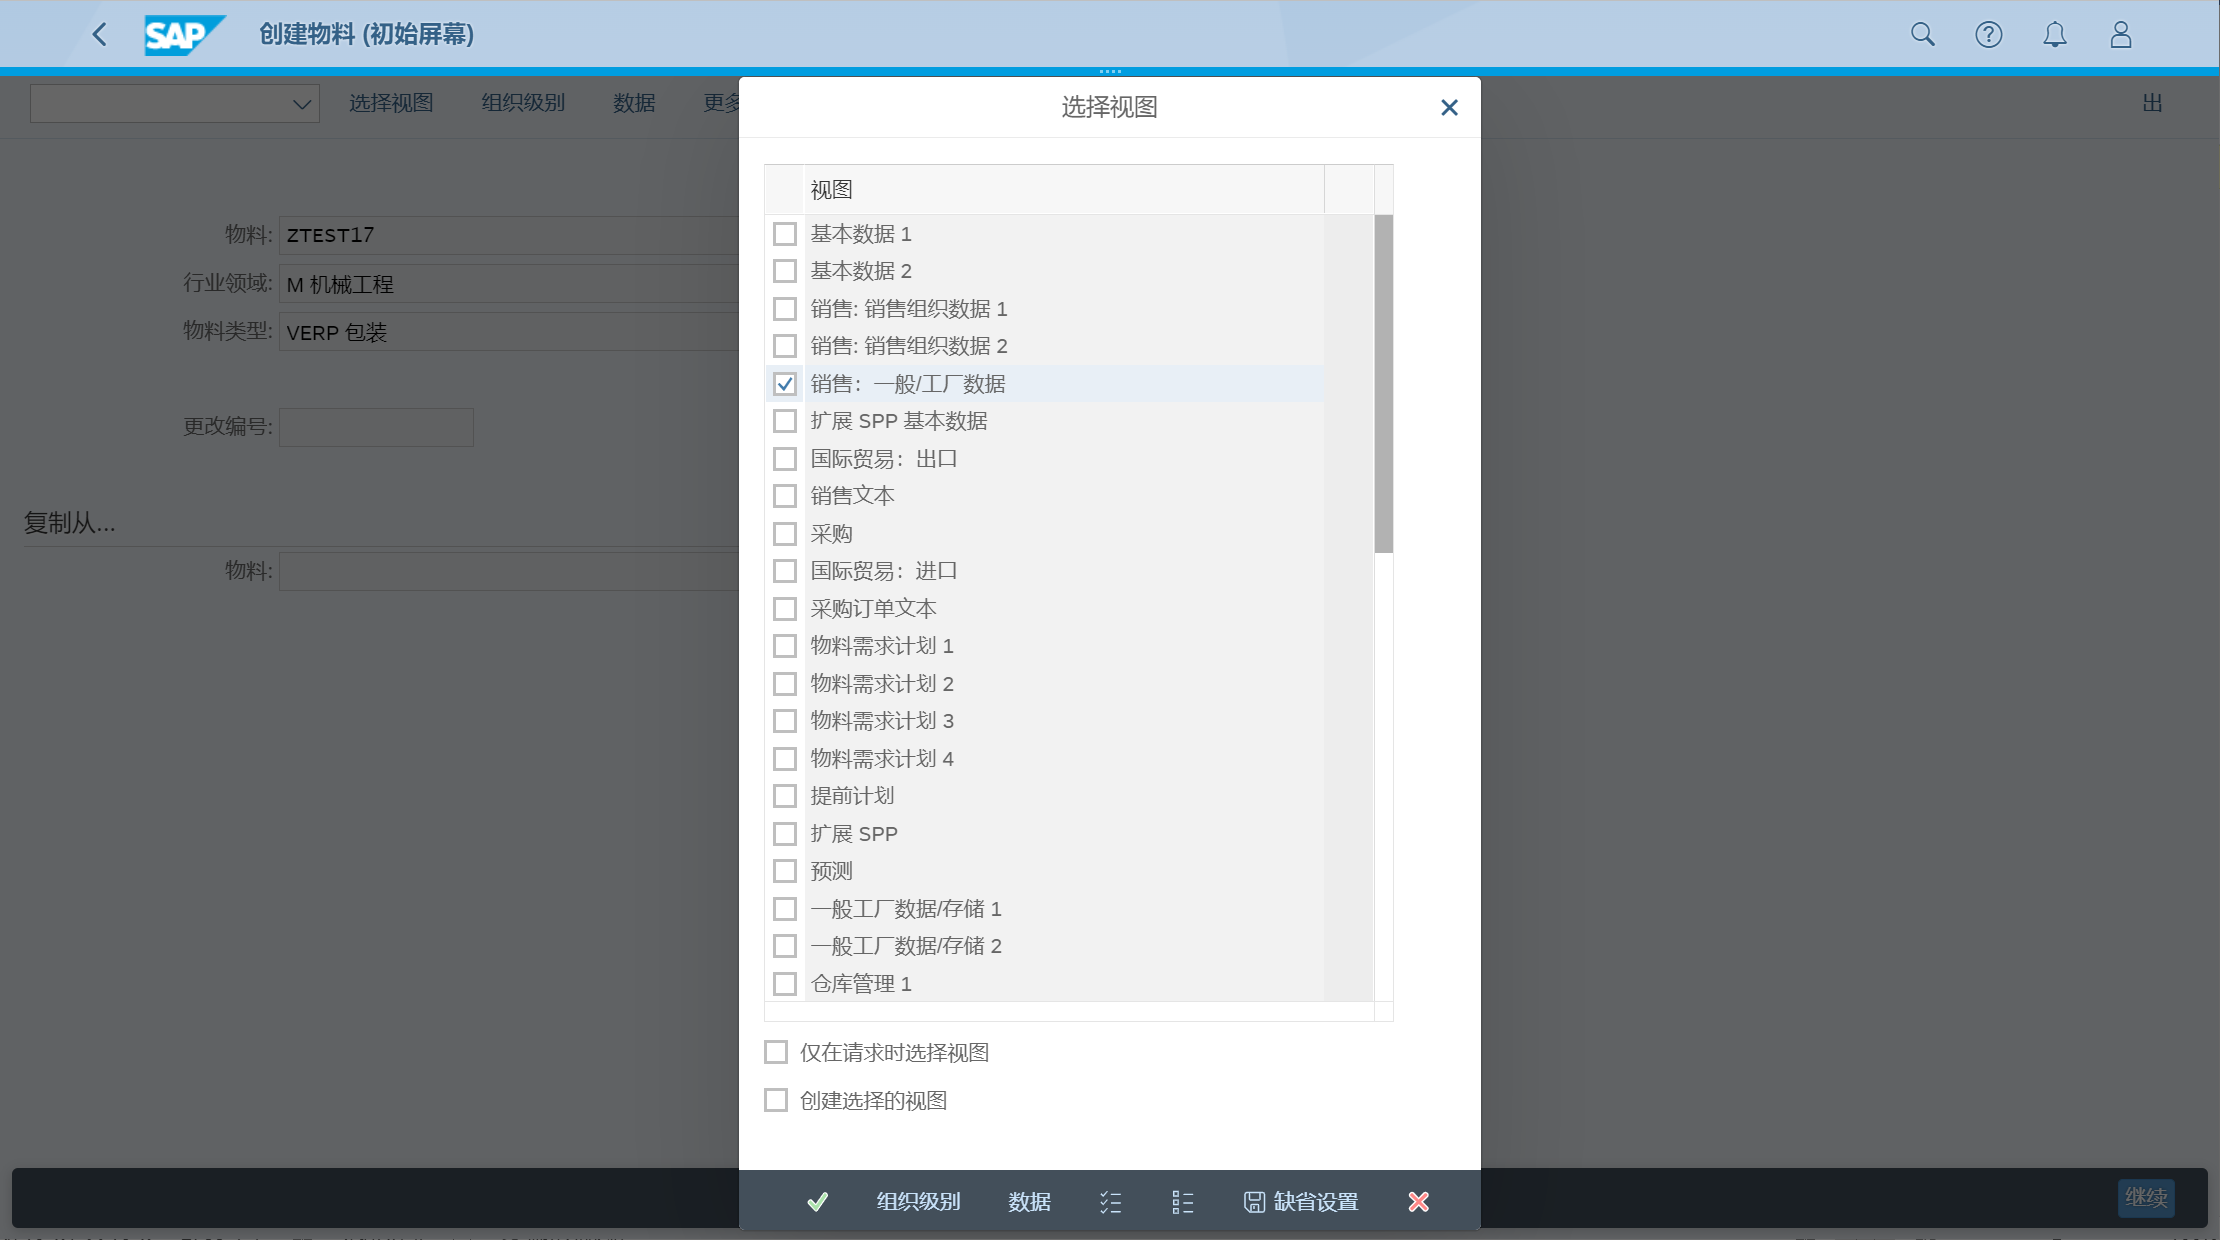 SAP 创建物料 (初始屏幕)
选择视图 组织级别 数据 更多 出
选择视图
视图
基本数据 1
基本数据 2
销售: 销售组织数据 1
销售: 销售组织数据 2
销售：一般/工厂数据
扩展 SPP 基本数据
国际贸易：出口
销售文本
采购
国际贸易：进口
采购订单文本
物料需求计划 1
物料需求计划 2
物料需求计划 3
物料需求计划 4
提前计划
扩展 SPP
预测
一般工厂数据/存储 1
一般工厂数据/存储 2
仓库管理 1
仅在请求时选择视图
创建选择的视图
组织级别 数据 缺省设置
物料: ZTEST17
行业领域: M 机械工程
物料类型: VERP 包装
更改编号:
复制从...
物料:
继续